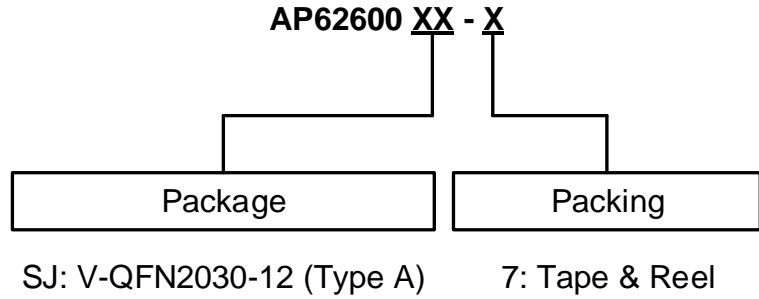 AP62600 XX - X
Package
Packing
SJ: V-QFN2030-12 (Type A)
7: Tape & Reel